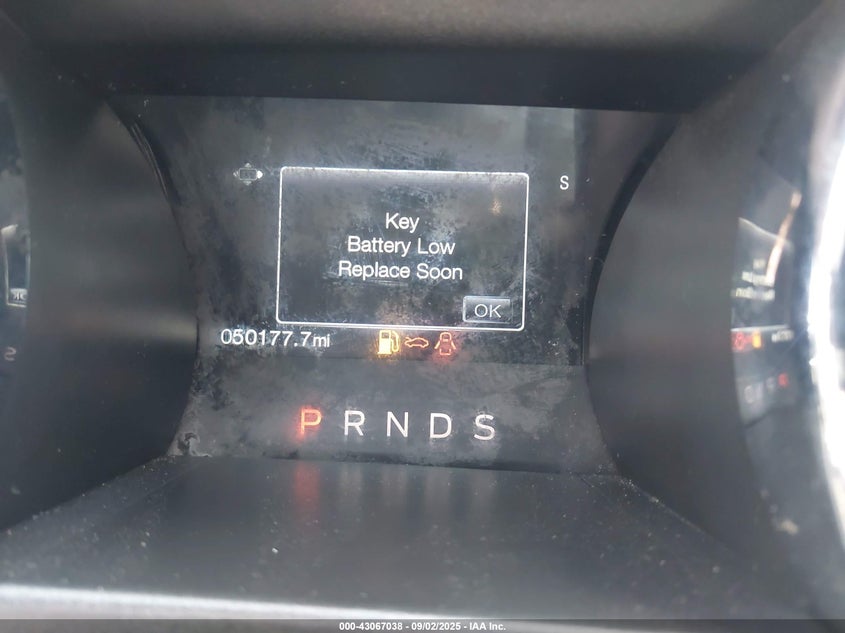 S
Key
Battery Low
Replace Soon
OK
050177.7mi
P R N D S
000-43067038 - 09/02/2025 - IAA Inc.